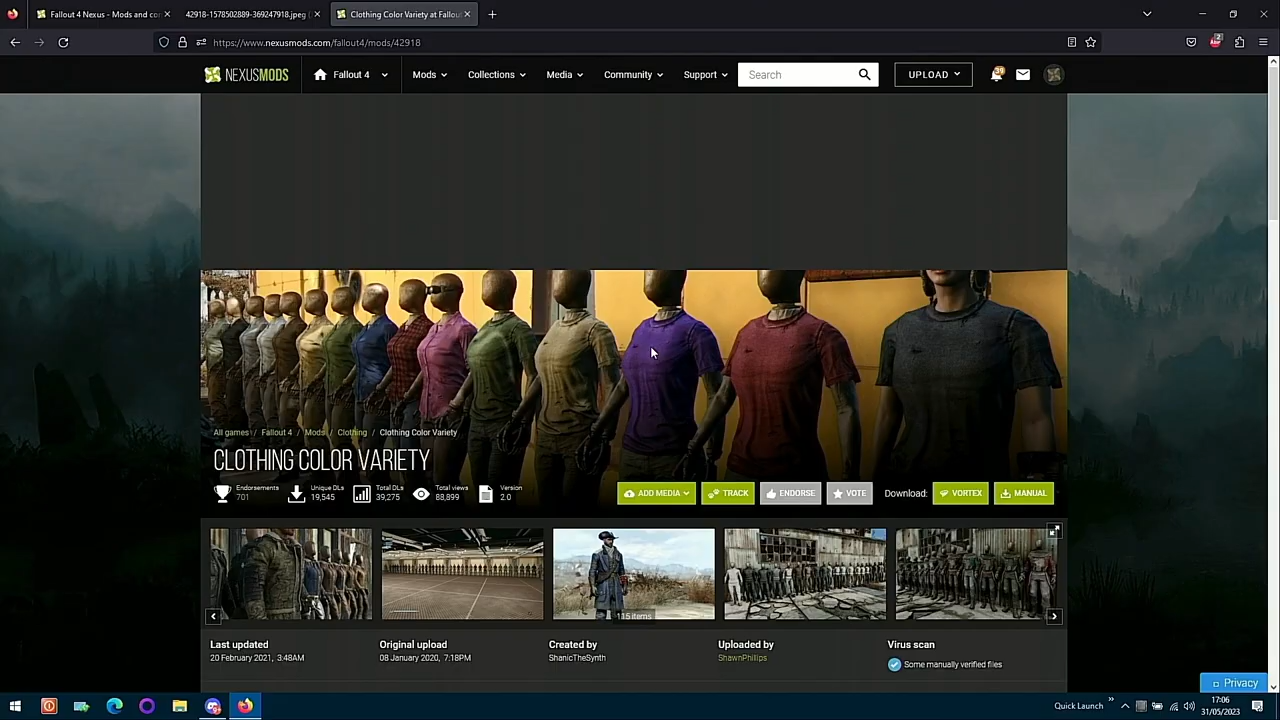 Fallout 4 Nexus - Mods and co
42918-1578502889-369247918.jpeg (
Clothing Color Variety at Fallout
https://www.nexusmods.com/fallout4/mods/42918
2
NEXUSMODS
Fallout 4
Mods
Collections
Media
Community
Support
Search
UPLOAD
All games / Fallout 4 / Mods / Clothing / Clothing Color Variety
CLOTHING COLOR VARIETY
Endorsements
701
Unique DLs
19,545
Total DLs
39,275
Total views
88,899
Version
2.0
ADD MEDIA
TRACK
ENDORSE
VOTE
Download:
VORTEX
MANUAL
115 items
Last updated
20 February 2021, 3:48AM
Original upload
08 January 2020, 7:18PM
Created by
ShanicTheSynth
Uploaded by
ShawnPhillips
Virus scan
Some manually verified files
Privacy
Quick Launch
17:06
31/05/2023